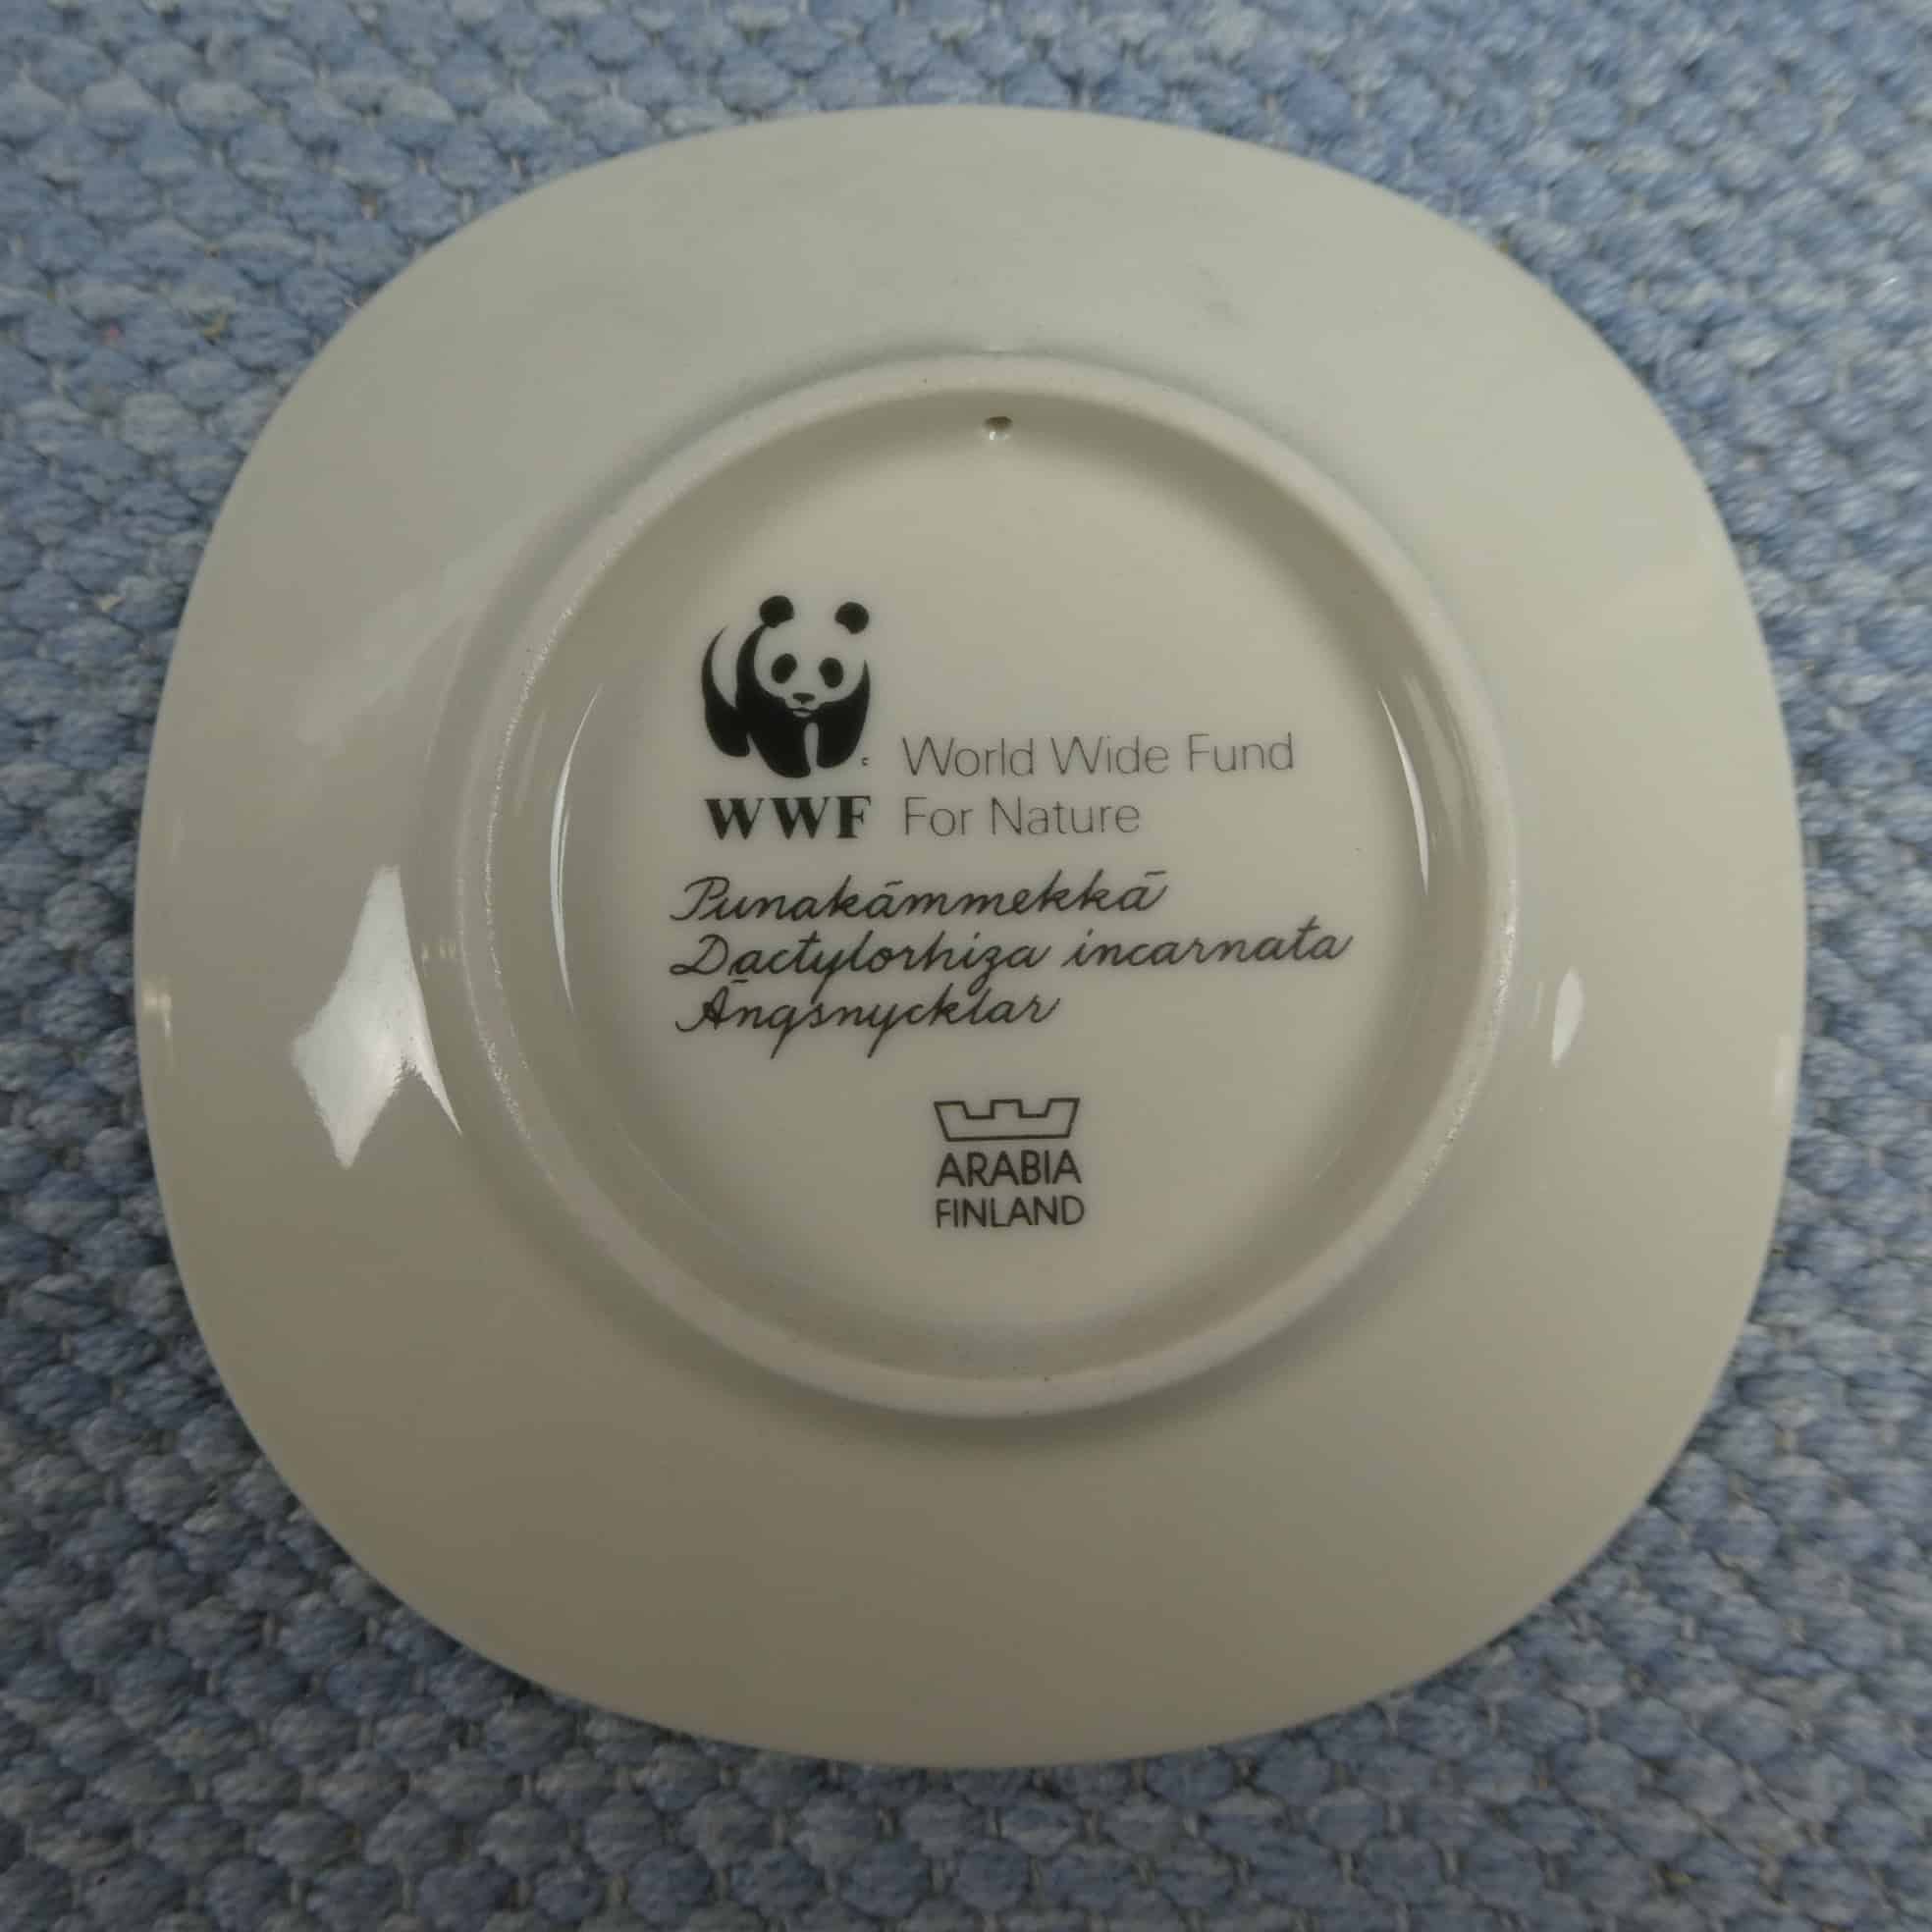 World Wide Fund
WWF For Nature
Punakämmekkä
Dactylorhiza incarnata
Ängsnycklar
ARABIA
FINLAND